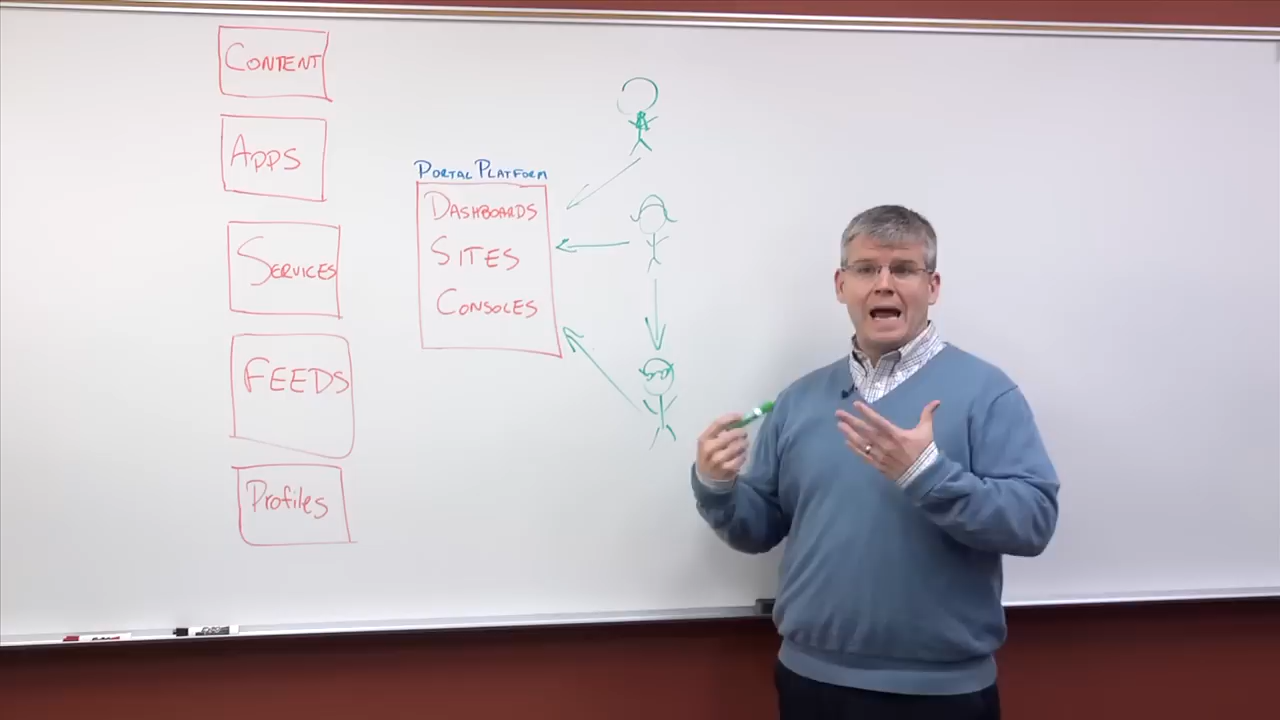 CONTENT
APPS
SERVICES
FEEDS
Profiles
PORTAL PLATFORM
DASHBOARDS
SITES
CONSOLES